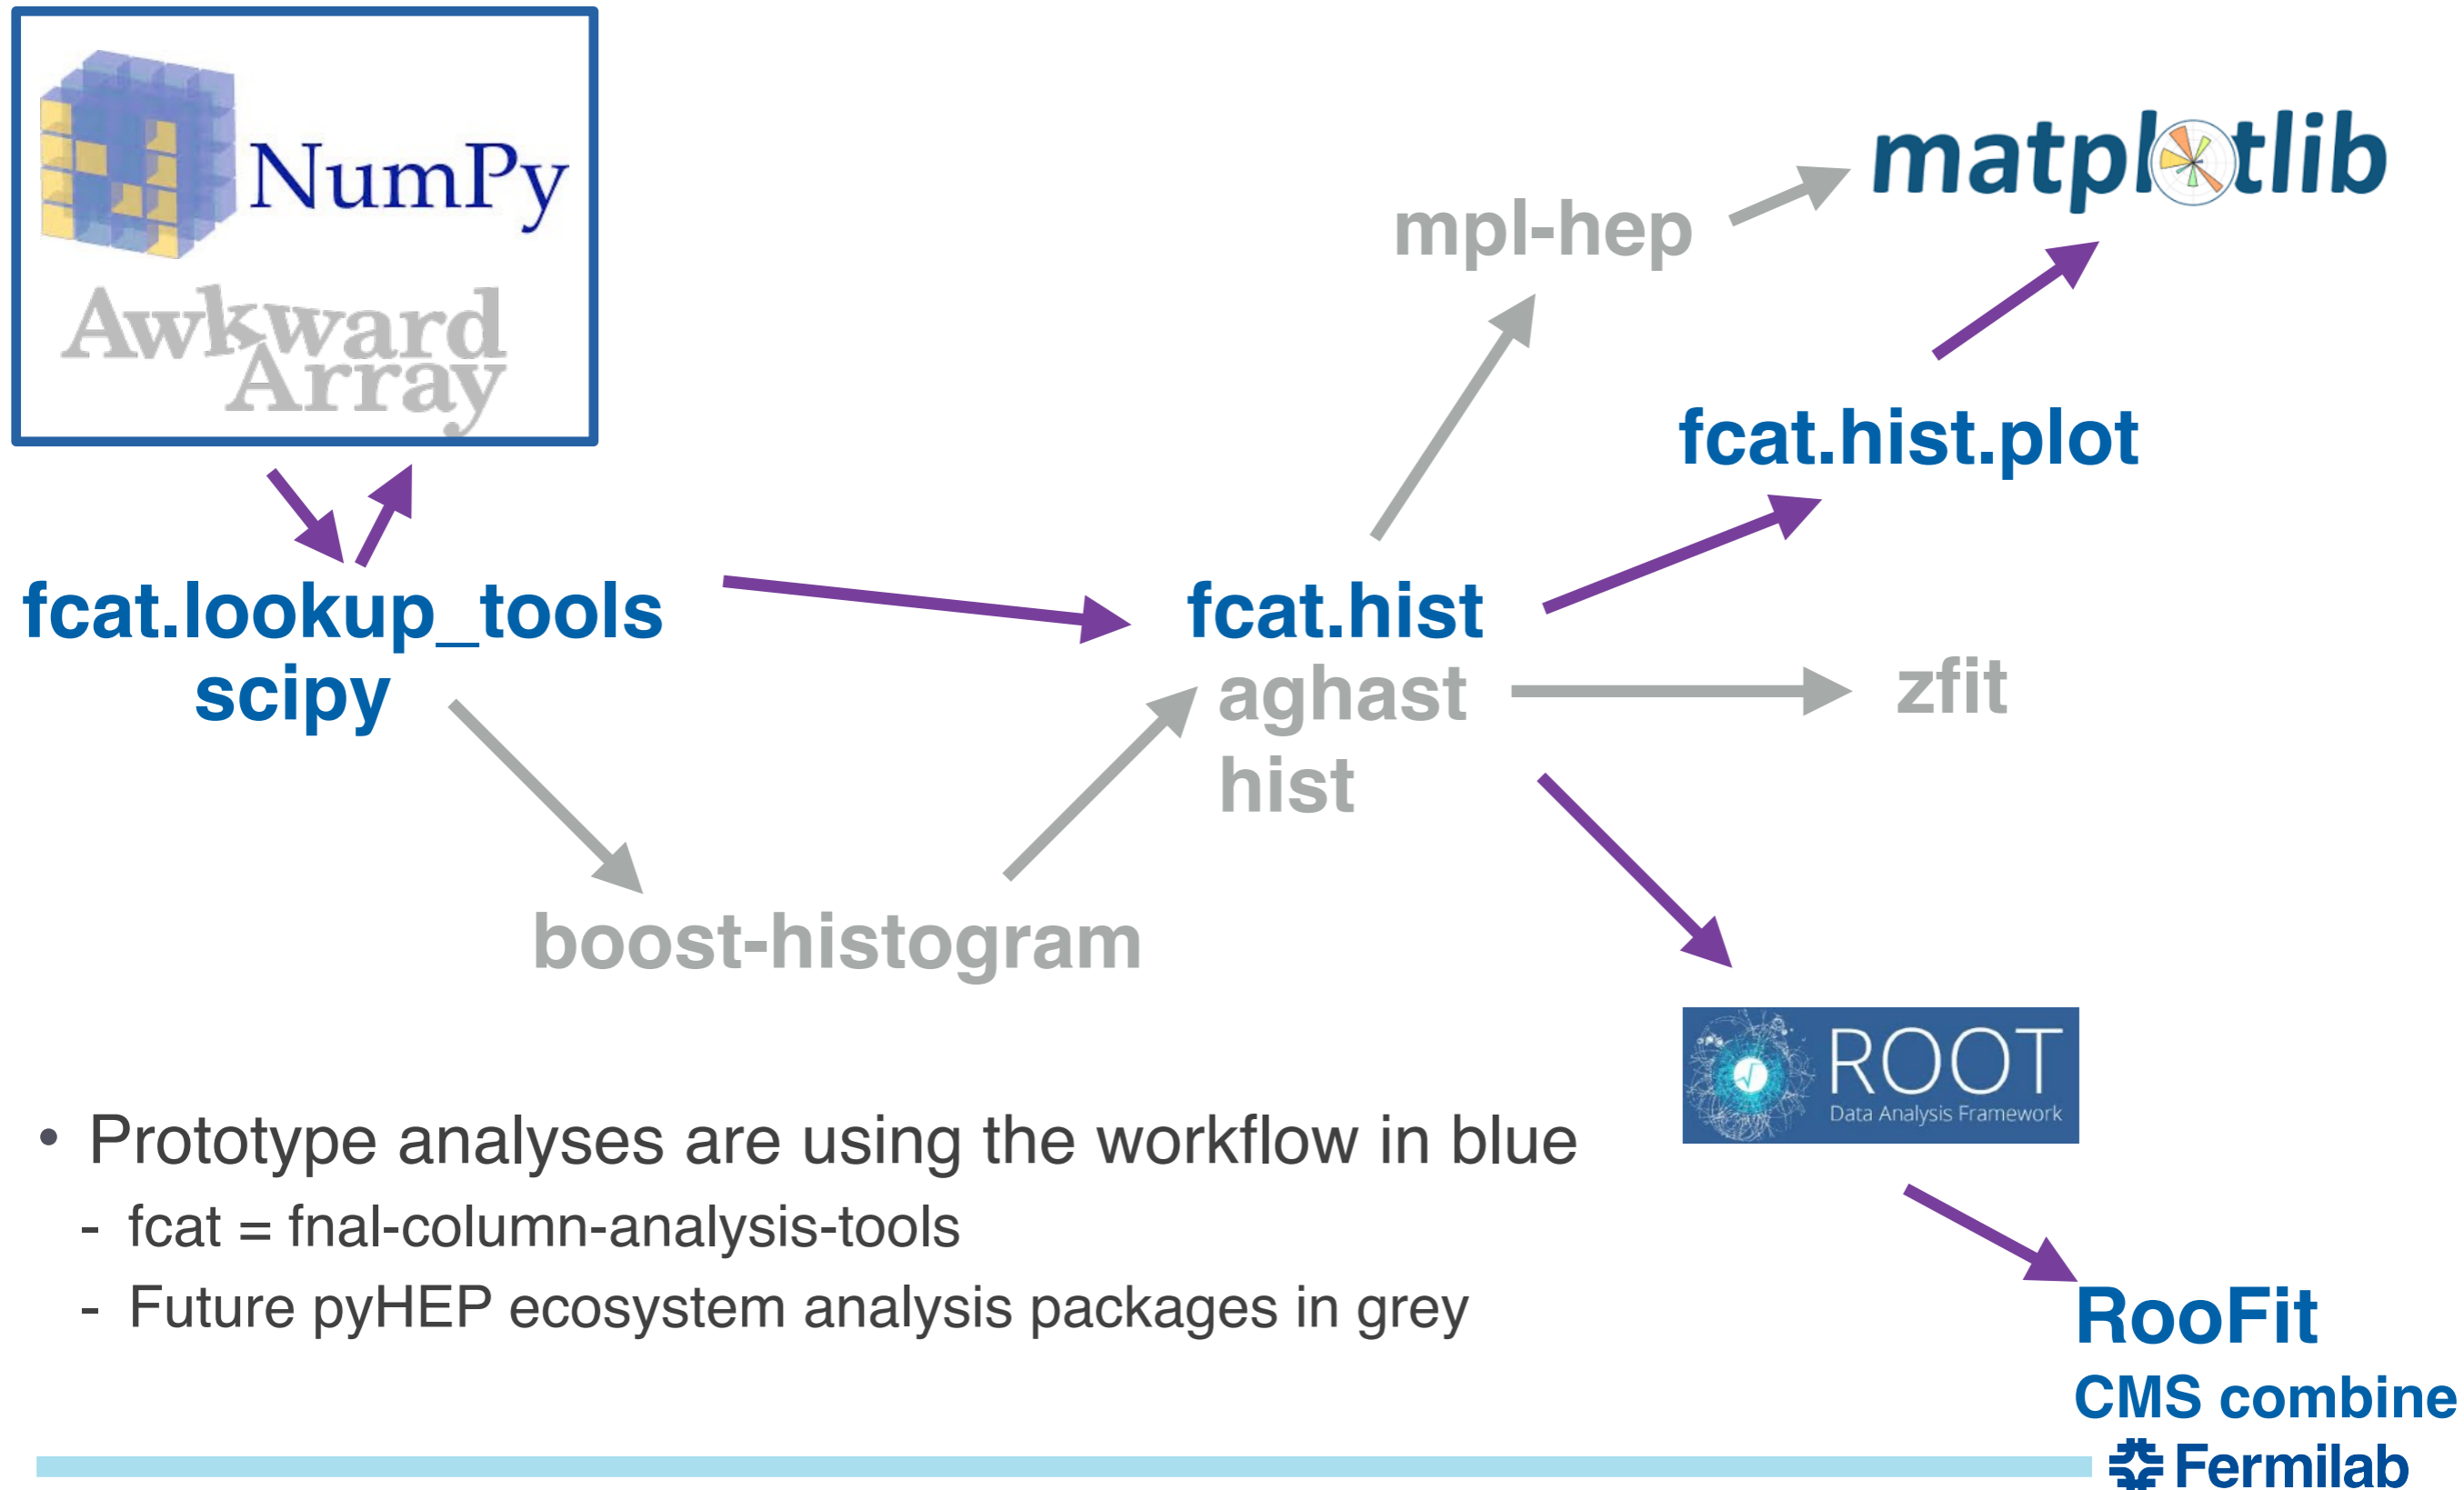 NumPy
Awkward
Array
matplotlib
mpl-hep
fcat.hist.plot
fcat.lookup_tools
scipy
fcat.hist
aghast
hist
zfit
boost-histogram
ROOT
Data Analysis Framework
• Prototype analyses are using the workflow in blue
- fcat = fnal-column-analysis-tools
- Future pyHEP ecosystem analysis packages in grey
RooFit
CMS combine
Fermilab